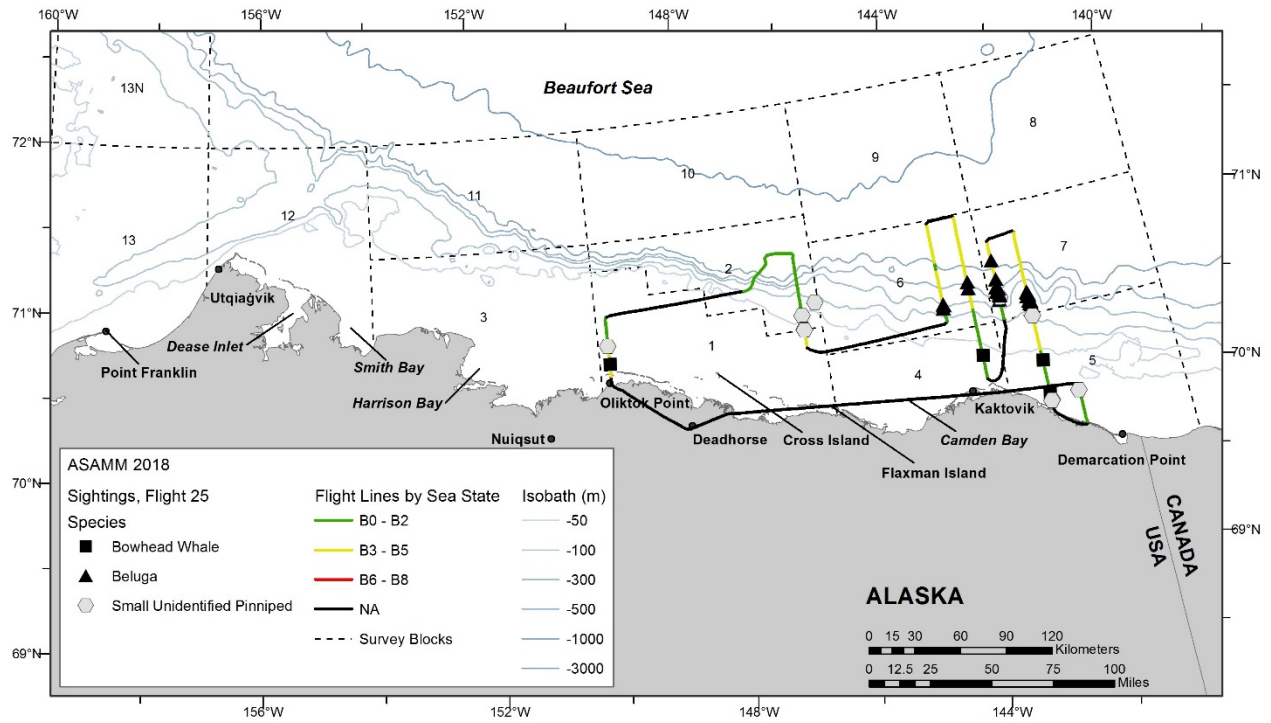 160°W 156°W 152°W 148°W 144°W 140°W
13N
Beaufort Sea
8
72°N
9
71°N
10
11
12
13
7
2
6
Utqiaġvik
71°N
3
1
Dease Inlet
Smith Bay
70°N
5
Point Franklin
4
Harrison Bay
Oliktok Point
Kaktovik
Nuiqsut
Deadhorse
Cross Island
Camden Bay
Flaxman Island
Demarcation Point
70°N
ASAMM 2018
Sightings, Flight 25
Species
Bowhead Whale
Beluga
Small Unidentified Pinniped
Flight Lines by Sea State
B0 - B2
B3 - B5
B6 - B8
NA
Survey Blocks
Isobath (m)
-50
-100
-300
-500
-1000
-3000
CANADA
USA
69°N
ALASKA
0 15 30 60 90 120
Kilometers
0 12.5 25 50 75 100
Miles
69°N
156°W 152°W 148°W 144°W